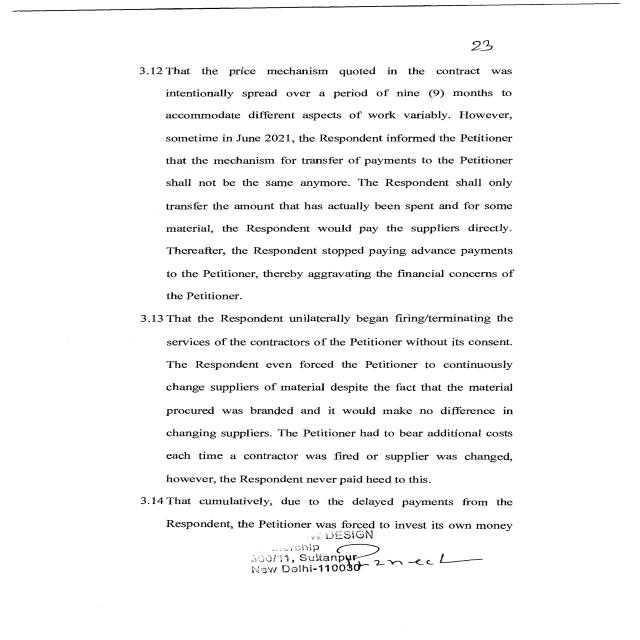 23
3.12 That the price mechanism quoted in the contract was
intentionally spread over a period of nine (9) months to
accommodate different aspects of work variably. However,
sometime in June 2021, the Respondent informed the Petitioner
that the mechanism for transfer of payments to the Petitioner
shall not be the same anymore. The Respondent shall only
transfer the amount that has actually been spent and for some
material, the Respondent would pay the suppliers directly.
Thereafter, the Respondent stopped paying advance payments
to the Petitioner, thereby aggravating the financial concerns of
the Petitioner.
3.13 That the Respondent unilaterally began firing/terminating the
services of the contractors of the Petitioner without its consent.
The Respondent even forced the Petitioner to continuously
change suppliers of material despite the fact that the material
procured was branded and it would make no difference in
changing suppliers. The Petitioner had to bear additional costs
each time a contractor was fired or supplier was changed,
however, the Respondent never paid heed to this.
3.14 That cumulatively, due to the delayed payments from the
Respondent, the Petitioner was forced to invest its own money
DESIGN
300/11, Sultanpur
New Delhi-110030